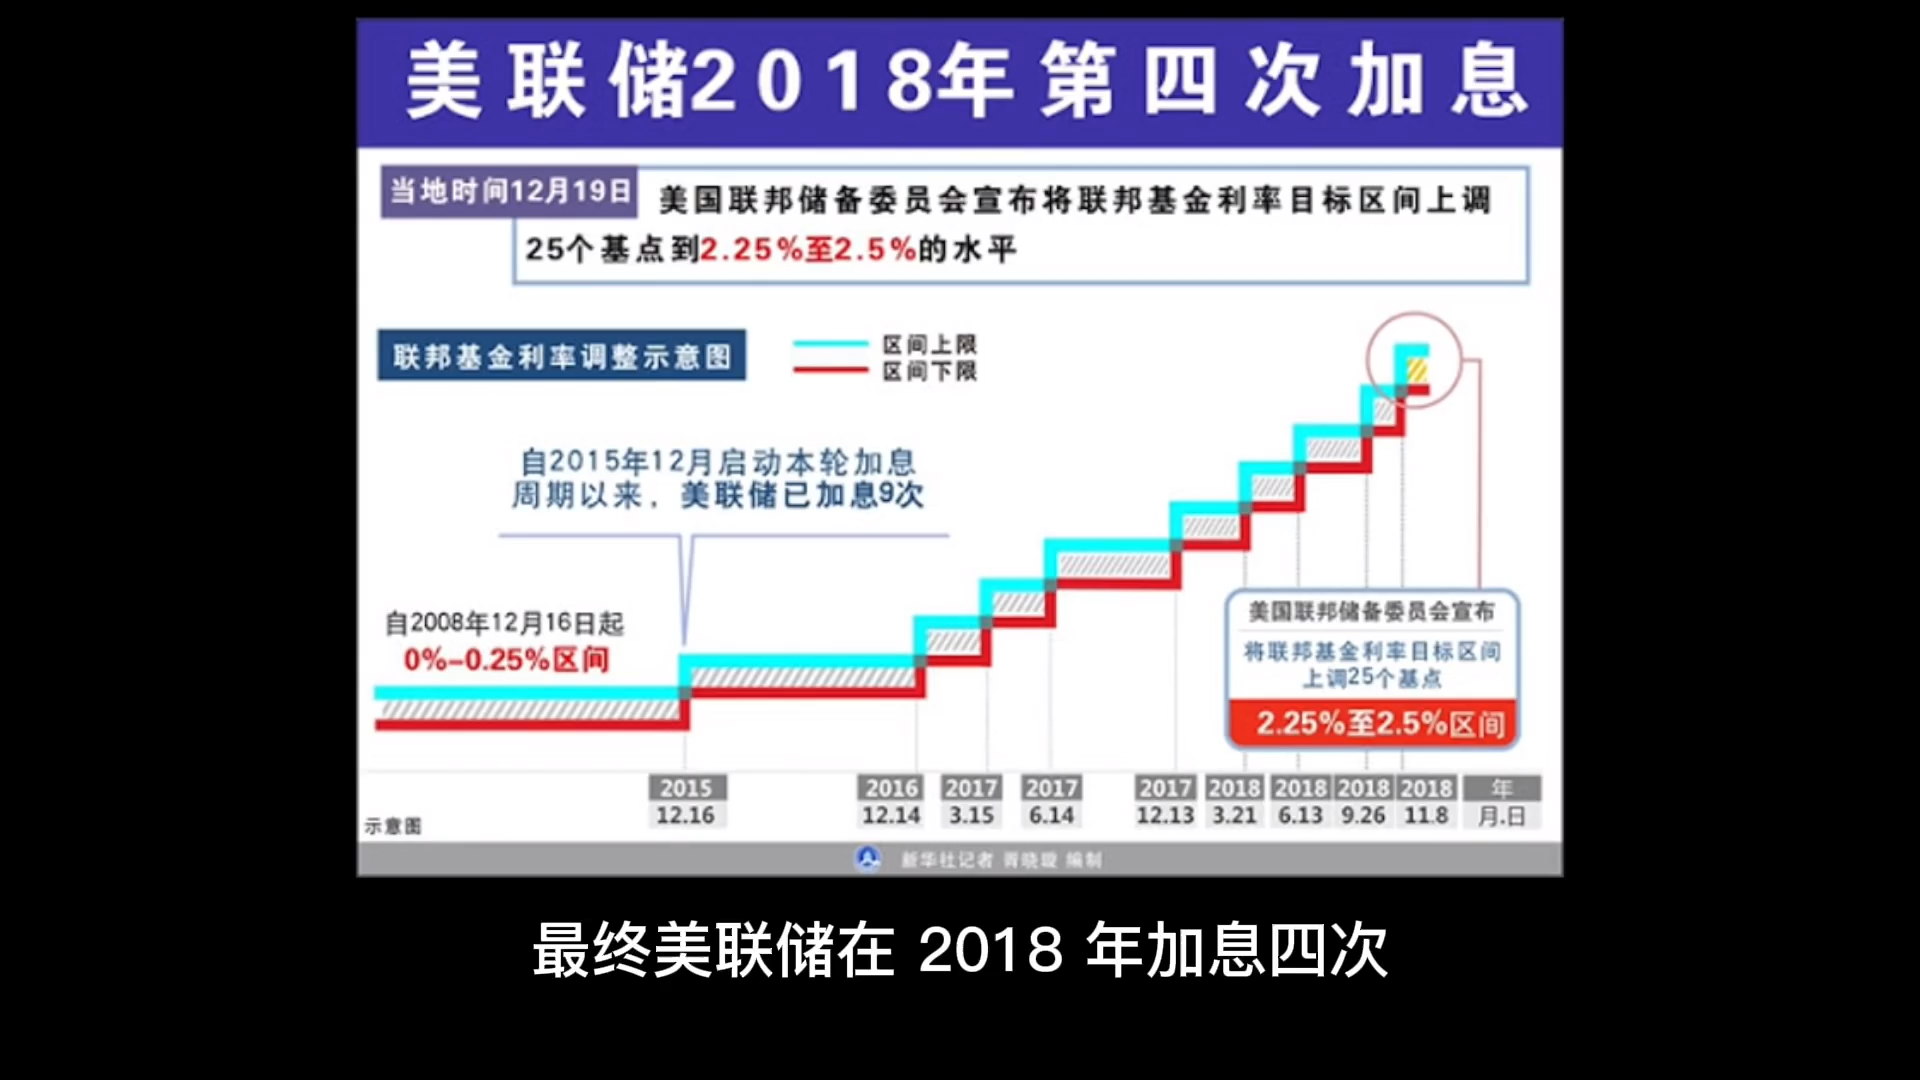 美联储2018年第四次加息
当地时间12月19日
美国联邦储备委员会宣布将联邦基金利率目标区间上调
25个基点到2.25%至2.5%的水平
联邦基金利率调整示意图
区间上限
区间下限
自2015年12月启动本轮加息
周期以来，美联储已加息9次
自2008年12月16日起
0%-0.25%区间
美国联邦储备委员会宣布
将联邦基金利率目标区间
上调25个基点
2.25%至2.5%区间
2015 2016 2017 2017 2017 2018 2018 2018 2018 年
12.16 12.14 3.15 6.14 12.13 3.21 6.13 9.26 11.8 月.日
示意图
新华社记者 胥晓璇 编制
最终美联储在 2018 年加息四次